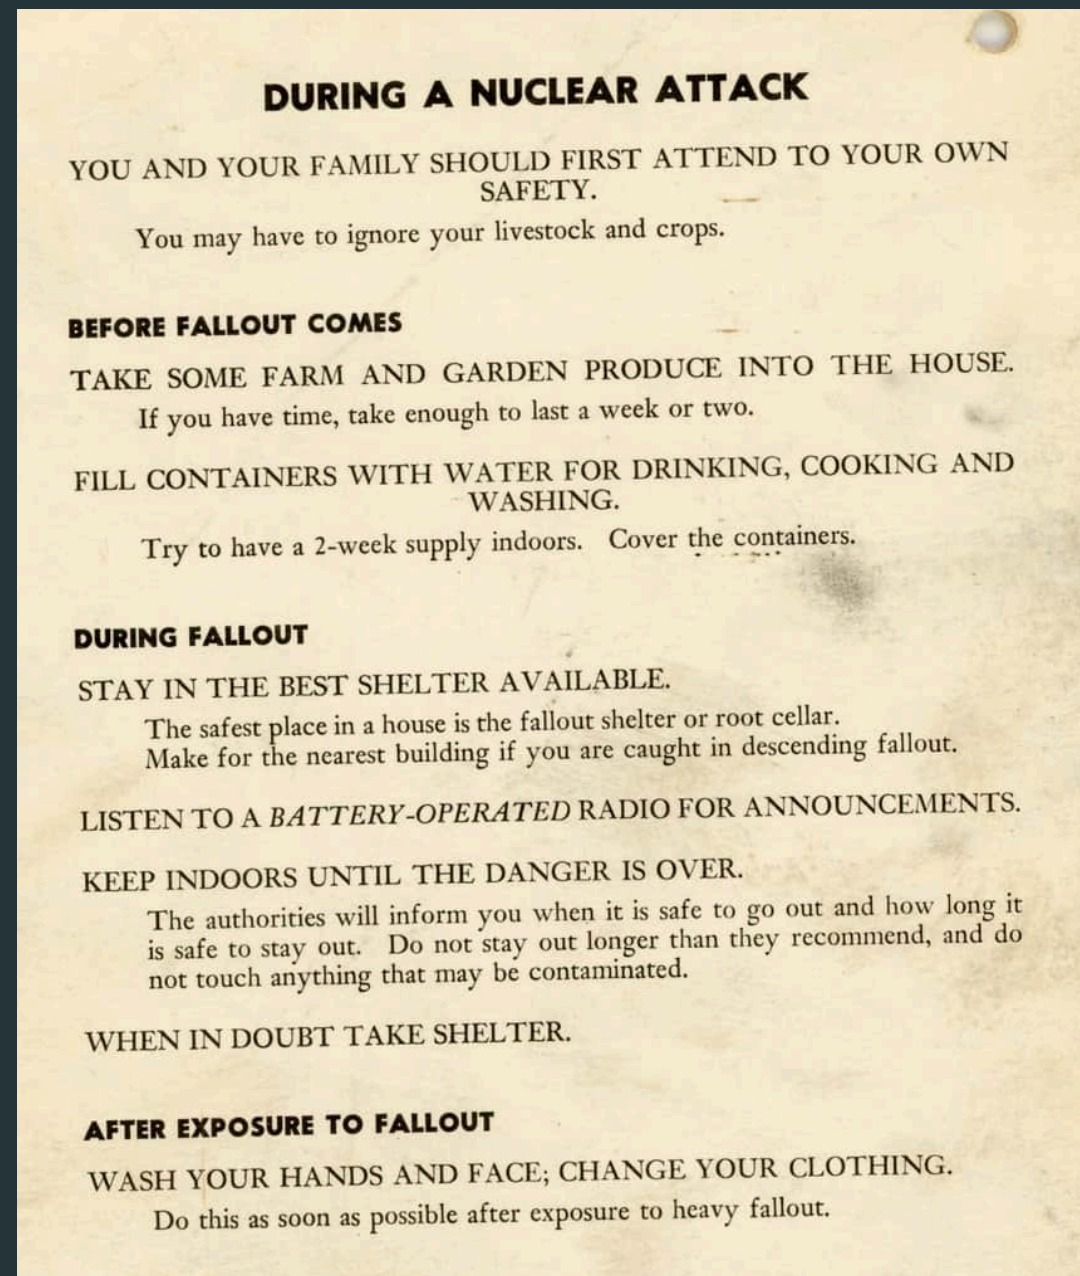 DURING A NUCLEAR ATTACK
YOU AND YOUR FAMILY SHOULD FIRST ATTEND TO YOUR OWN
SAFETY.
You may have to ignore your livestock and crops.
BEFORE FALLOUT COMES
TAKE SOME FARM AND GARDEN PRODUCE INTO THE HOUSE.
If you have time, take enough to last a week or two.
FILL CONTAINERS WITH WATER FOR DRINKING, COOKING AND
WASHING.
Try to have a 2-week supply indoors. Cover the containers.
DURING FALLOUT
STAY IN THE BEST SHELTER AVAILABLE.
The safest place in a house is the fallout shelter or root cellar.
Make for the nearest building if you are caught in descending fallout.
LISTEN TO A BATTERY-OPERATED RADIO FOR ANNOUNCEMENTS.
KEEP INDOORS UNTIL THE DANGER IS OVER.
The authorities will inform you when it is safe to go out and how long it
is safe to stay out. Do not stay out longer than they recommend, and do
not touch anything that may be contaminated.
WHEN IN DOUBT TAKE SHELTER.
AFTER EXPOSURE TO FALLOUT
WASH YOUR HANDS AND FACE; CHANGE YOUR CLOTHING.
Do this as soon as possible after exposure to heavy fallout.